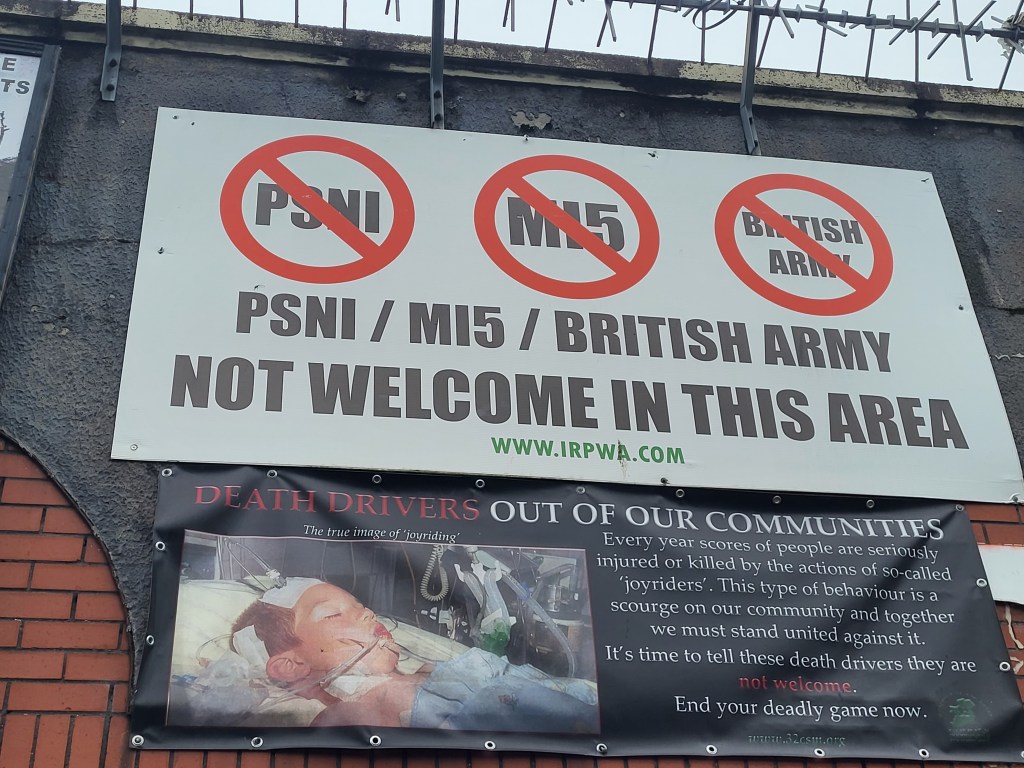 E
TS
PSNI
MI5
BRITISH
ARMY
PSNI / MI5 / BRITISH ARMY
NOT WELCOME IN THIS AREA
WWW.IRPWA.COM
DEATH DRIVERS OUT OF OUR COMMUNITIES
The true image of 'joyriding'
Every year scores of people are seriously
injured or killed by the actions of so-called
'joyriders'. This type of behaviour is a
scourge on our community and together
we must stand united against it.
It's time to tell these death drivers they are
not welcome.
End your deadly game now.
www.32csm.org